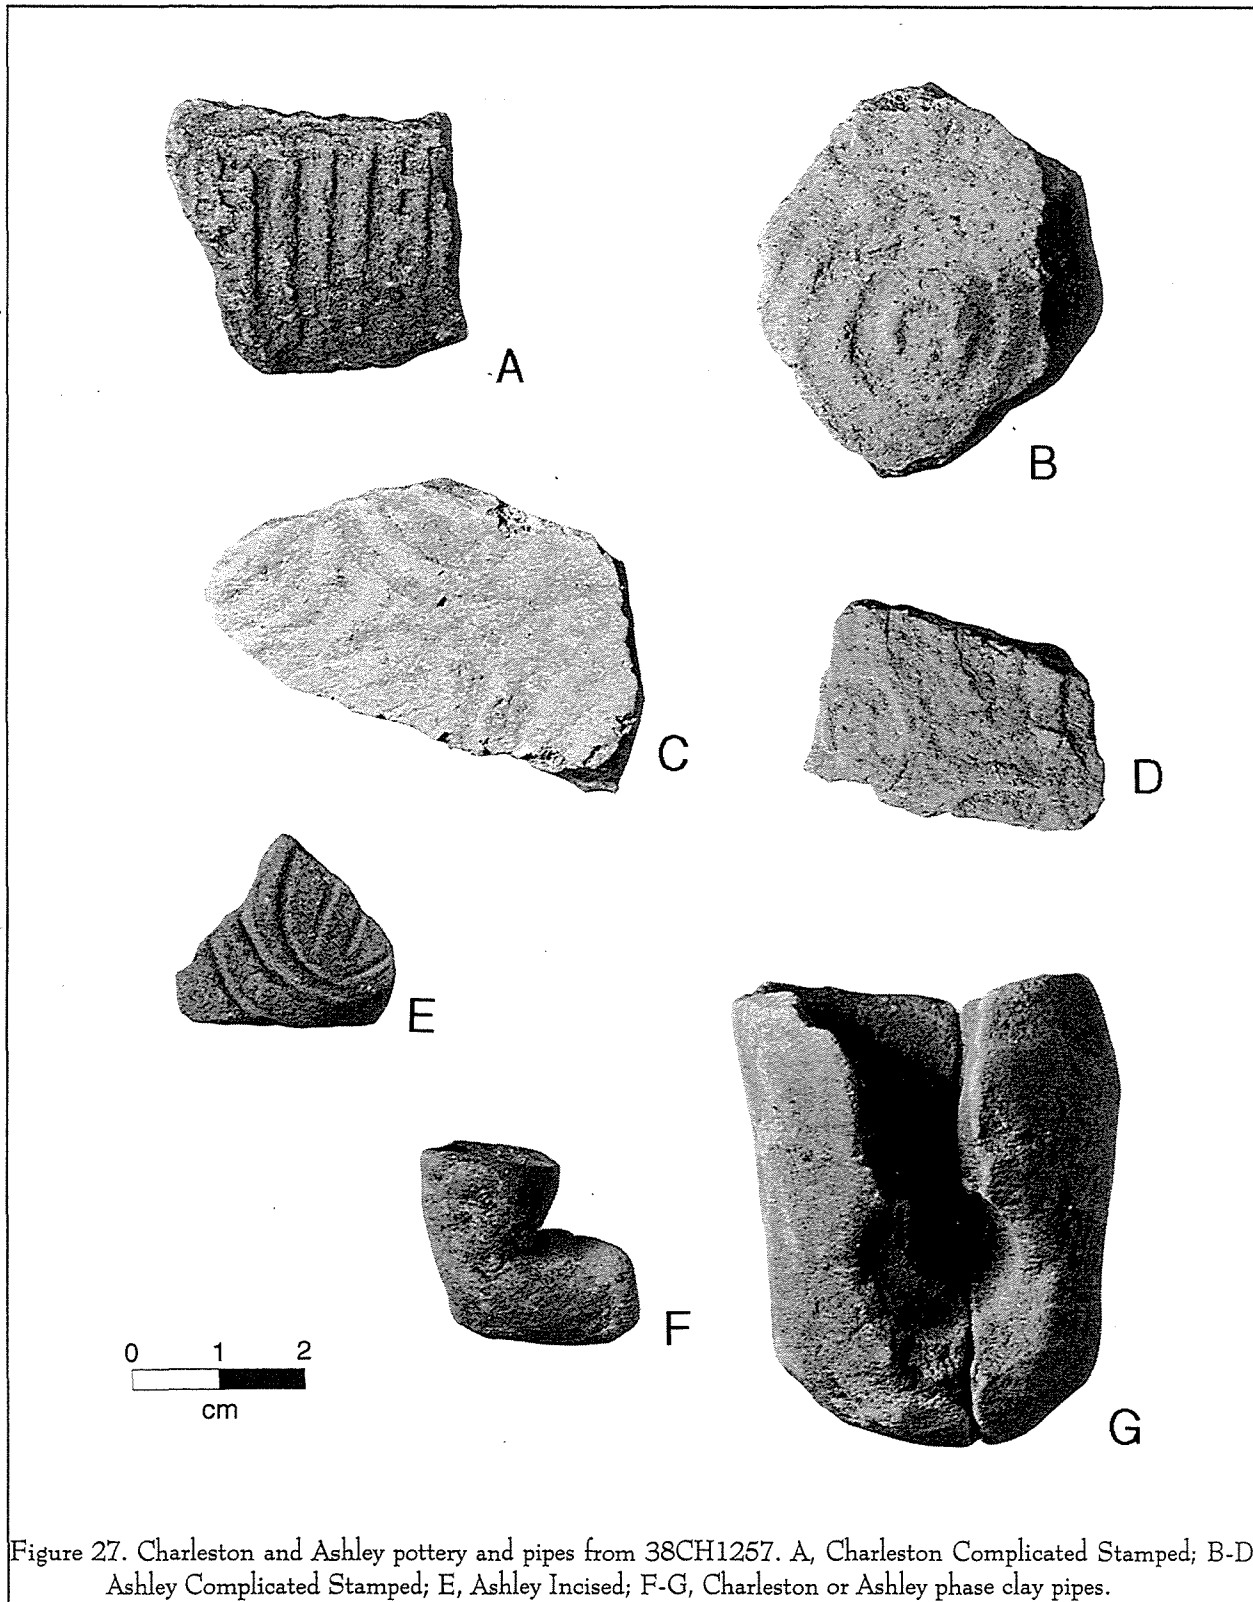 A
B
C
D
E
F
G
0 1 2
cm
Figure 27. Charleston and Ashley pottery and pipes from 38CH1257. A, Charleston Complicated Stamped; B-D
Ashley Complicated Stamped; E, Ashley Incised; F-G, Charleston or Ashley phase clay pipes.